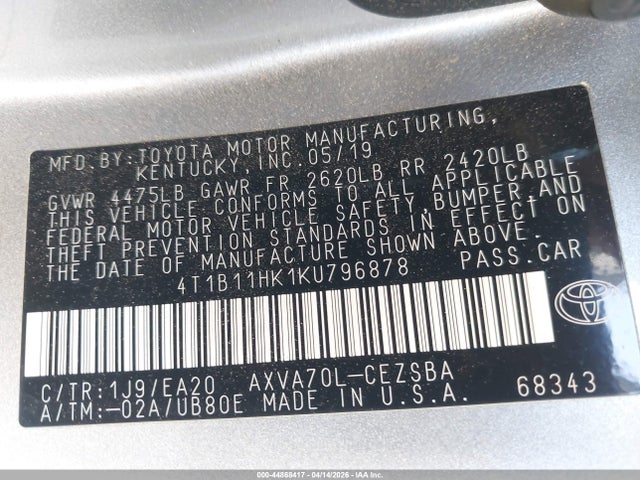 MFD.BY:TOYOTA MOTOR MANUFACTURING,
KENTUCKY,INC.05/19
GVWR 4475LB GAWR FR 2620LB RR 2420LB
THIS VEHICLE CONFORMS TO ALL APPLICABLE
FEDERAL MOTOR VEHICLE SAFETY, BUMPER,AND
THEFT PREVENTION STANDARDS IN EFFECT ON
THE DATE OF MANUFACTURE SHOWN ABOVE.
4T1B11HK1KU796878 PASS.CAR
C/TR:1J9/EA20 AXVA70L-CEZSBA
A/TM:-02A/UB80E MADE IN U.S.A. 68343
000-44868417 - 04/14/2026 - IAA Inc.